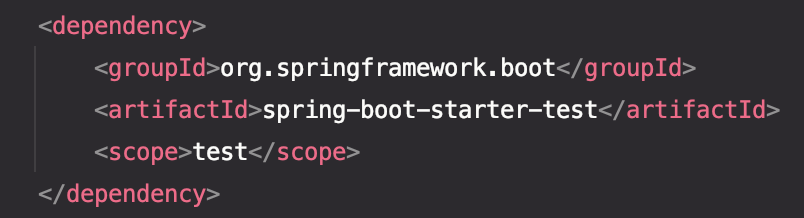 <dependency>
    <groupId>org.springframework.boot</groupId>
    <artifactId>spring-boot-starter-test</artifactId>
    <scope>test</scope>
</dependency>